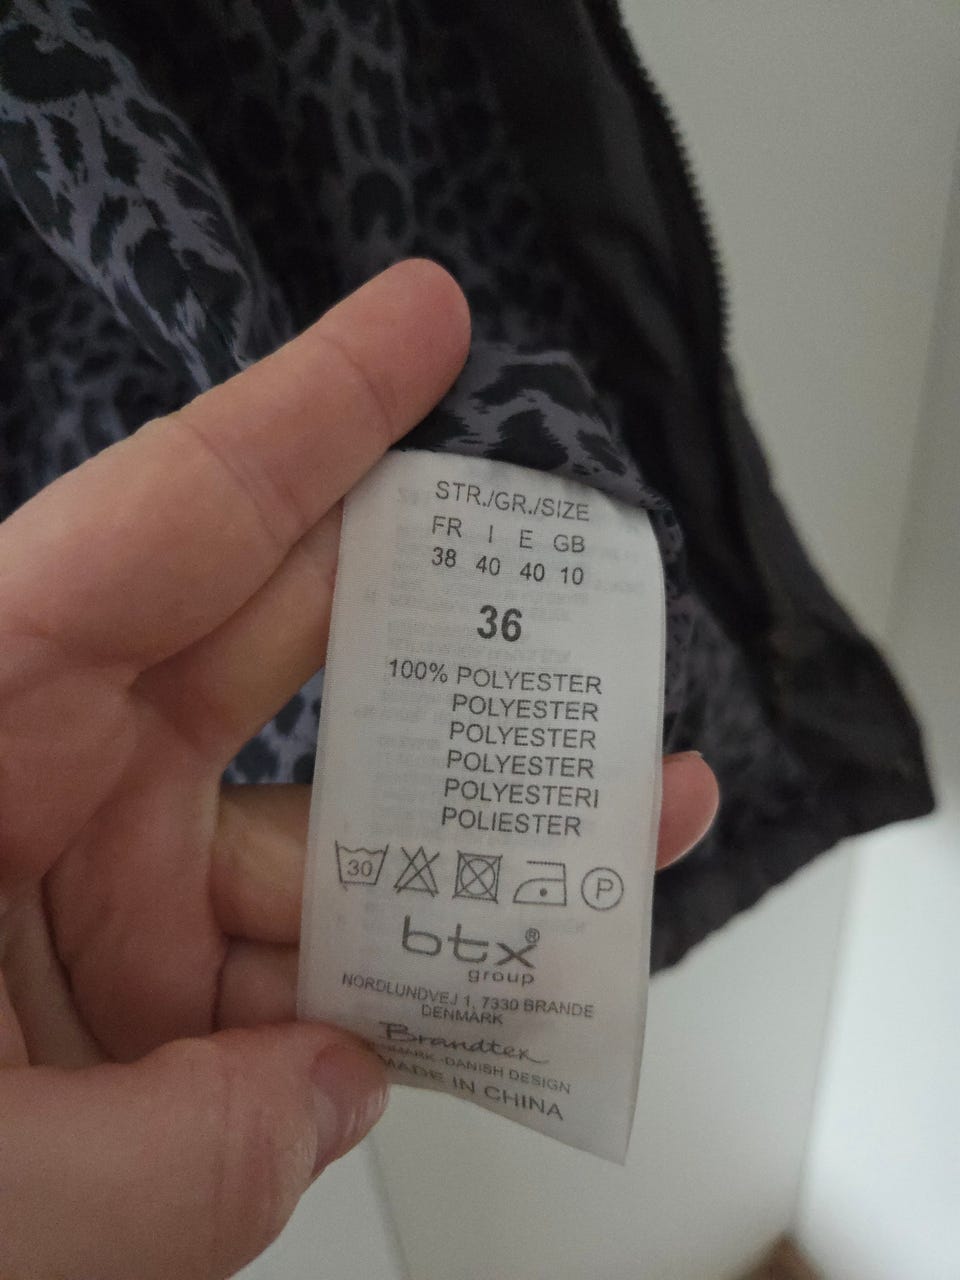 STR./GR./SIZE
FR I E GB
38 40 40 10
36
100% POLYESTER
POLYESTER
POLYESTER
POLYESTER
POLYESTERI
POLIESTER
30 P
btx®
group
NORDLUNDVEJ 1, 7330 BRANDE
DENMARK
Brandtex
DANISH DESIGN
MADE IN CHINA